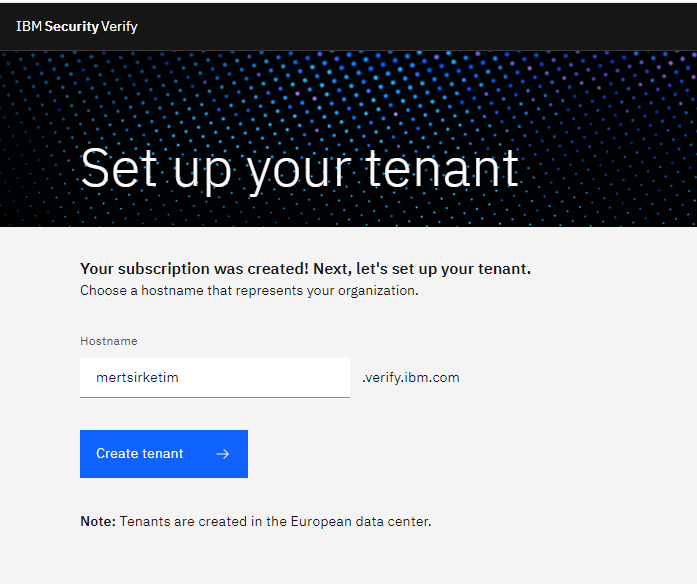 IBM Security Verify
Set up your tenant
Your subscription was created! Next, let's set up your tenant.
Choose a hostname that represents your organization.
Hostname
mertsirketim .verify.ibm.com
Create tenant →
Note: Tenants are created in the European data center.